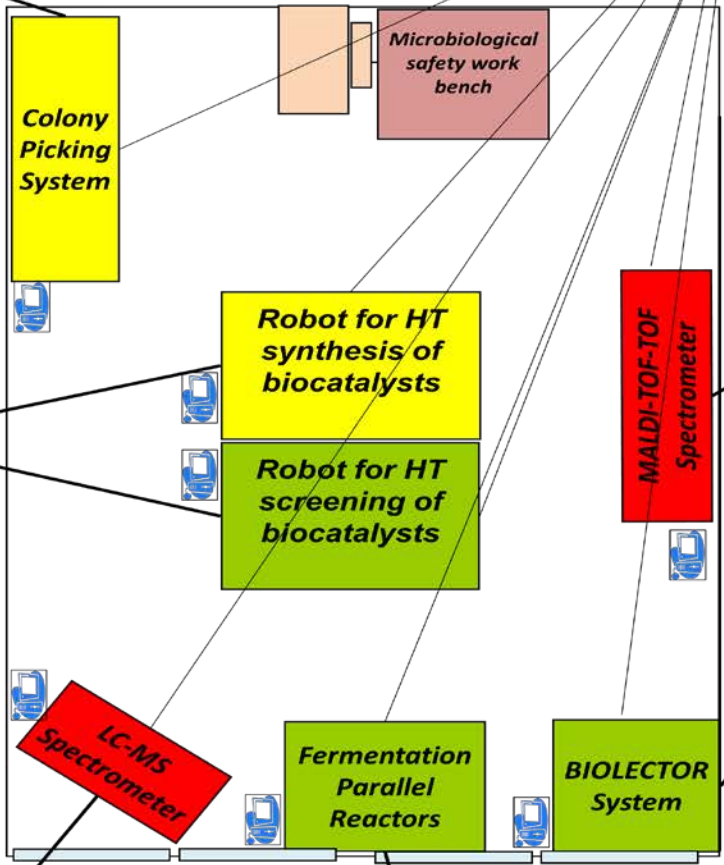 Microbiological
safety work
bench
Colony
Picking
System
Robot for HT
synthesis of
biocatalysts
MALDI-TOF-TOF
Spectrometer
Robot for HT
screening of
biocatalysts
LC-MS
Spectrometer
Fermentation
Parallel
Reactors
BIOLECTOR
System